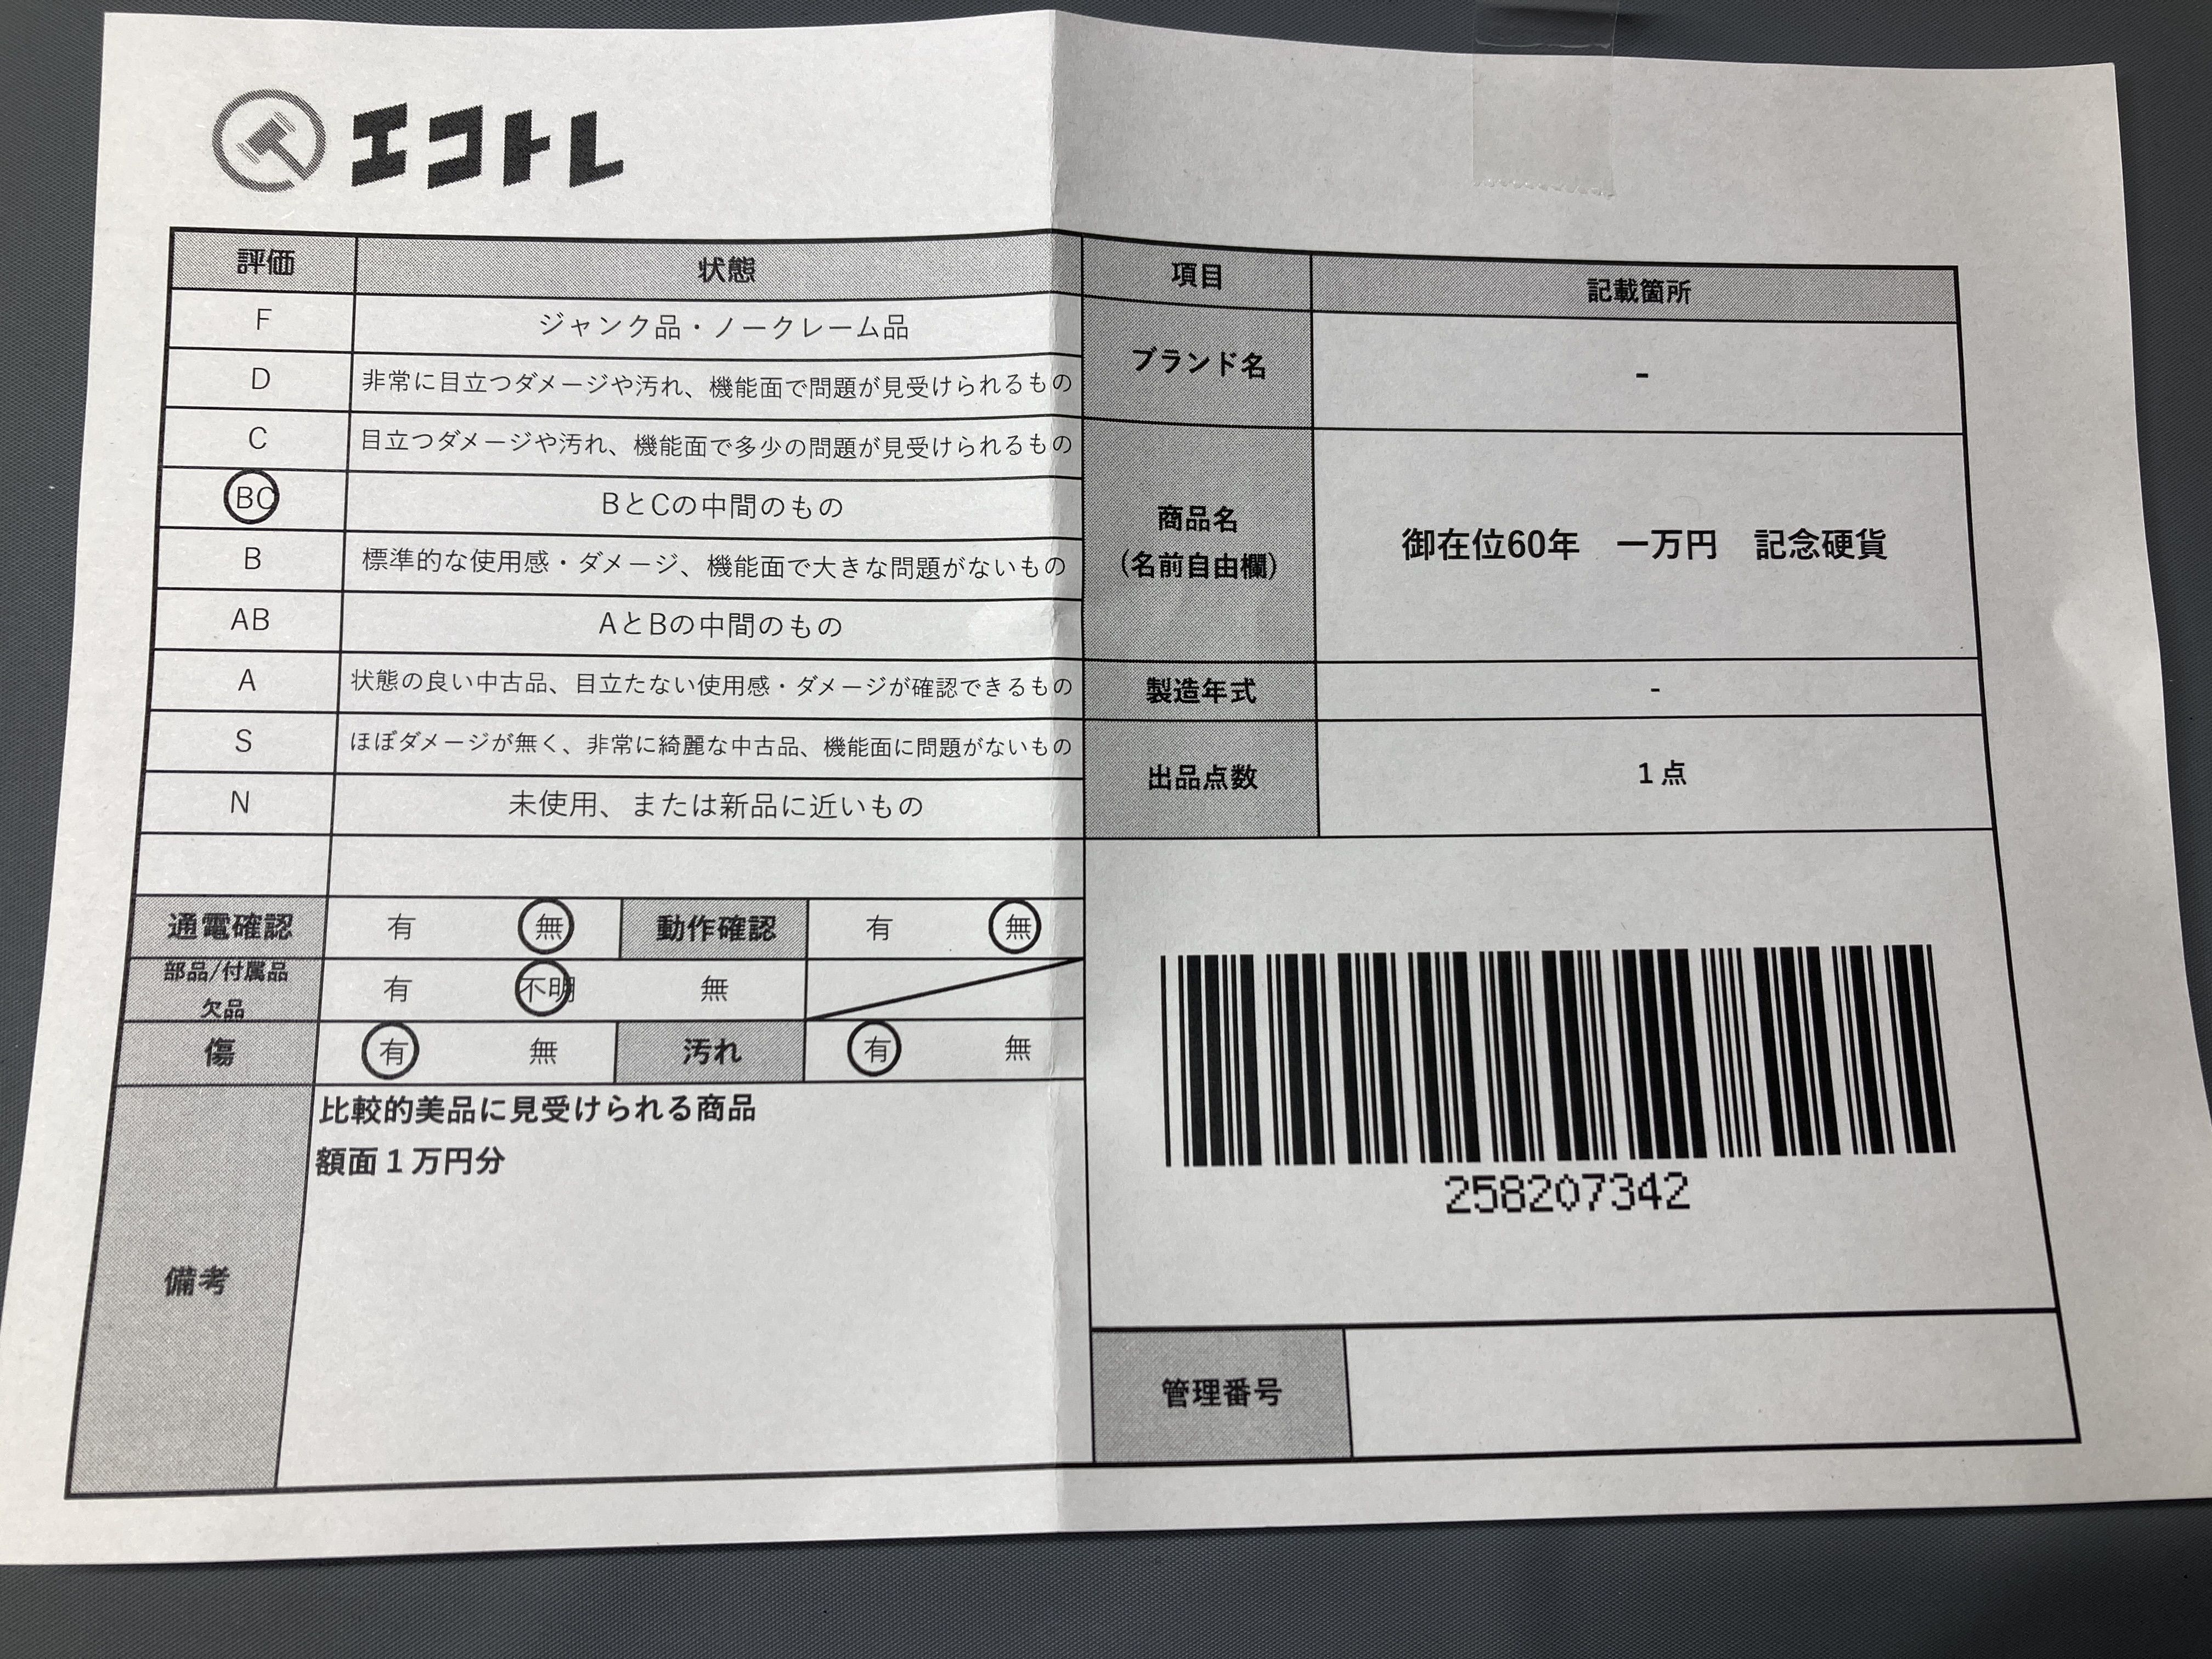 エコトレ
評価 状態
F ジャンク品・ノークレーム品
D 非常に目立つダメージや汚れ、機能面で問題が見受けられるもの
C 目立つダメージや汚れ、機能面で多少の問題が見受けられるもの
BC BとCの中間のもの
B 標準的な使用感・ダメージ、機能面で大きな問題がないもの
AB AとBの中間のもの
A 状態の良い中古品、目立たない使用感・ダメージが確認できるもの
S ほぼダメージが無く、非常に綺麗な中古品、機能面に問題がないもの
N 未使用、または新品に近いもの
通電確認 有 無 動作確認 有 無
部品/付属品
欠品 有 不明 無
傷 有 無 汚れ 有 無
備考
比較的美品に見受けられる商品
額面1万円分
項目 記載箇所
ブランド名 -
商品名
(名前自由欄)
御在位60年 一万円 記念硬貨
製造年式 -
出品点数 1点
258207342
管理番号